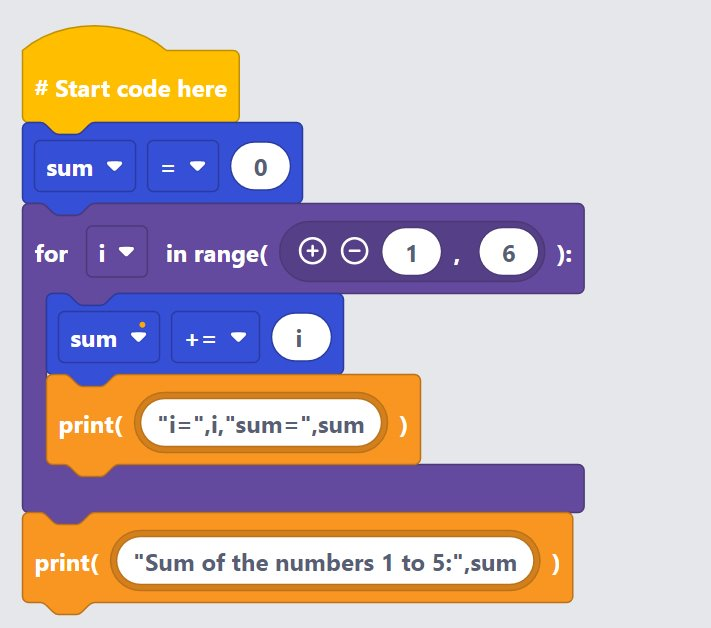 # Start code here
sum = 0
for i in range( 1 , 6 ):
sum += i
print( "i=",i,"sum=",sum )
print( "Sum of the numbers 1 to 5:",sum )